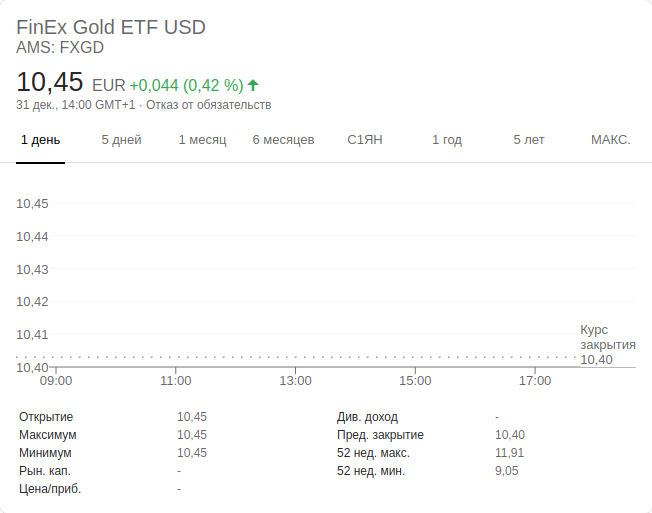 FinEx Gold ETF USD
AMS: FXGD
10,45 EUR +0,044 (0,42 %)
31 дек., 14:00 GMT+1 · Отказ от обязательств
1 день 5 дней 1 месяц 6 месяцев С1ЯН 1 год 5 лет МАКС.
10,45
10,44
10,43
10,42
10,41
10,40
Курс
закрытия
10,40
09:00 11:00 13:00 15:00 17:00
Открытие 10,45 Див. доход -
Максимум 10,45 Пред. закрытие 10,40
Минимум 10,45 52 нед. макс. 11,91
Рын. кап. - 52 нед. мин. 9,05
Цена/приб. -